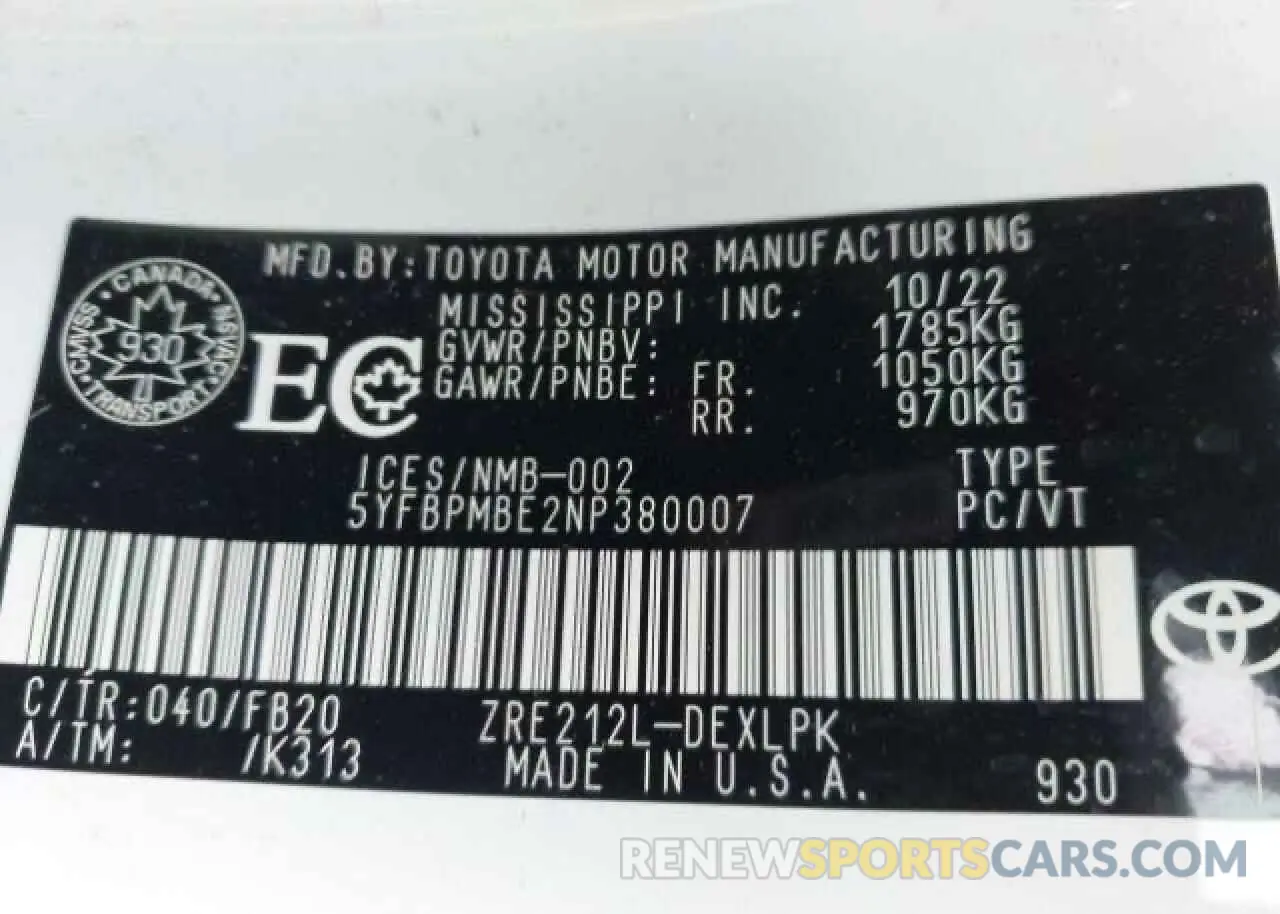 MFD.BY:TOYOTA MOTOR MANUFACTURING
MISSISSIPPI INC. 10/22
GVWR/PNBV: 1785KG
GAWR/PNBE: FR. 1050KG
RR. 970KG
CANADA
CMVSS • NSVAC
930
TRANSPORT
EC
ICES/NMB-002 TYPE
5YFBPMBE2NP380007 PC/VT
C/TR:040/FB20 ZRE212L-DEXLPK
A/TM: /K313 MADE IN U.S.A. 930
RENEWSPORTSCARS.COM